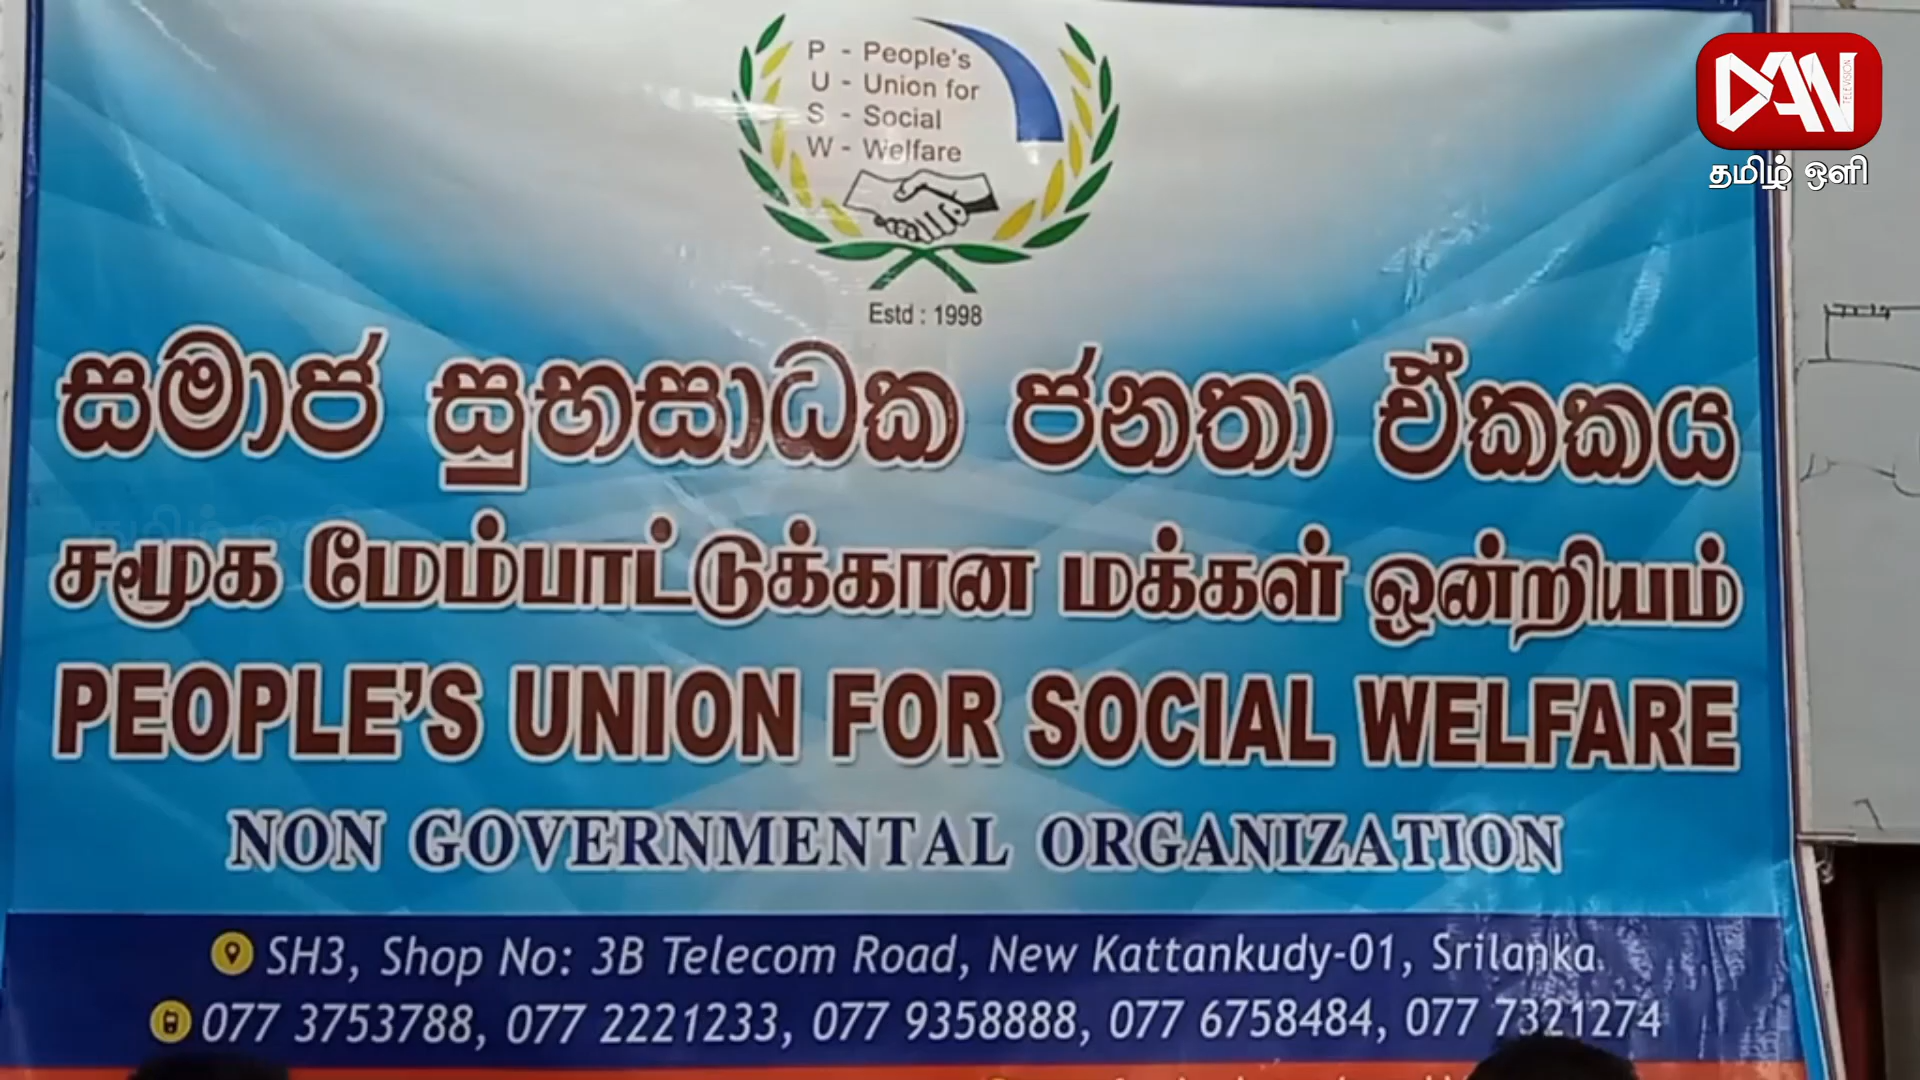 P - People's
U - Union for
S - Social
W - Welfare
Estd : 1998
DAN
TELEVISION
தமிழ் ஒளி
සමාජ සුභසාධක ජනතා ඒකකය
சமூக மேம்பாட்டுக்கான மக்கள் ஒன்றியம்
PEOPLE'S UNION FOR SOCIAL WELFARE
NON GOVERNMENTAL ORGANIZATION
SH3, Shop No: 3B Telecom Road, New Kattankudy-01, Srilanka.
077 3753788, 077 2221233, 077 9358888, 077 6758484, 077 7321274